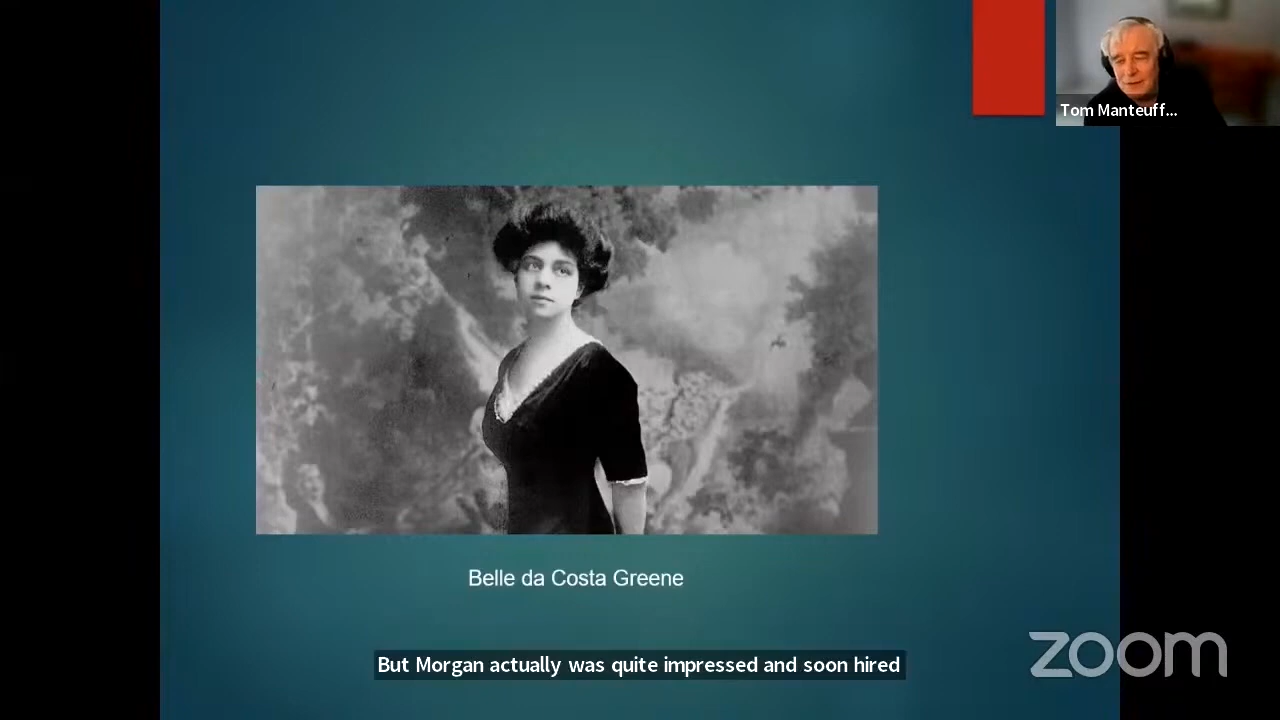 Tom Manteuff...
Belle da Costa Greene
But Morgan actually was quite impressed and soon hired
zoom